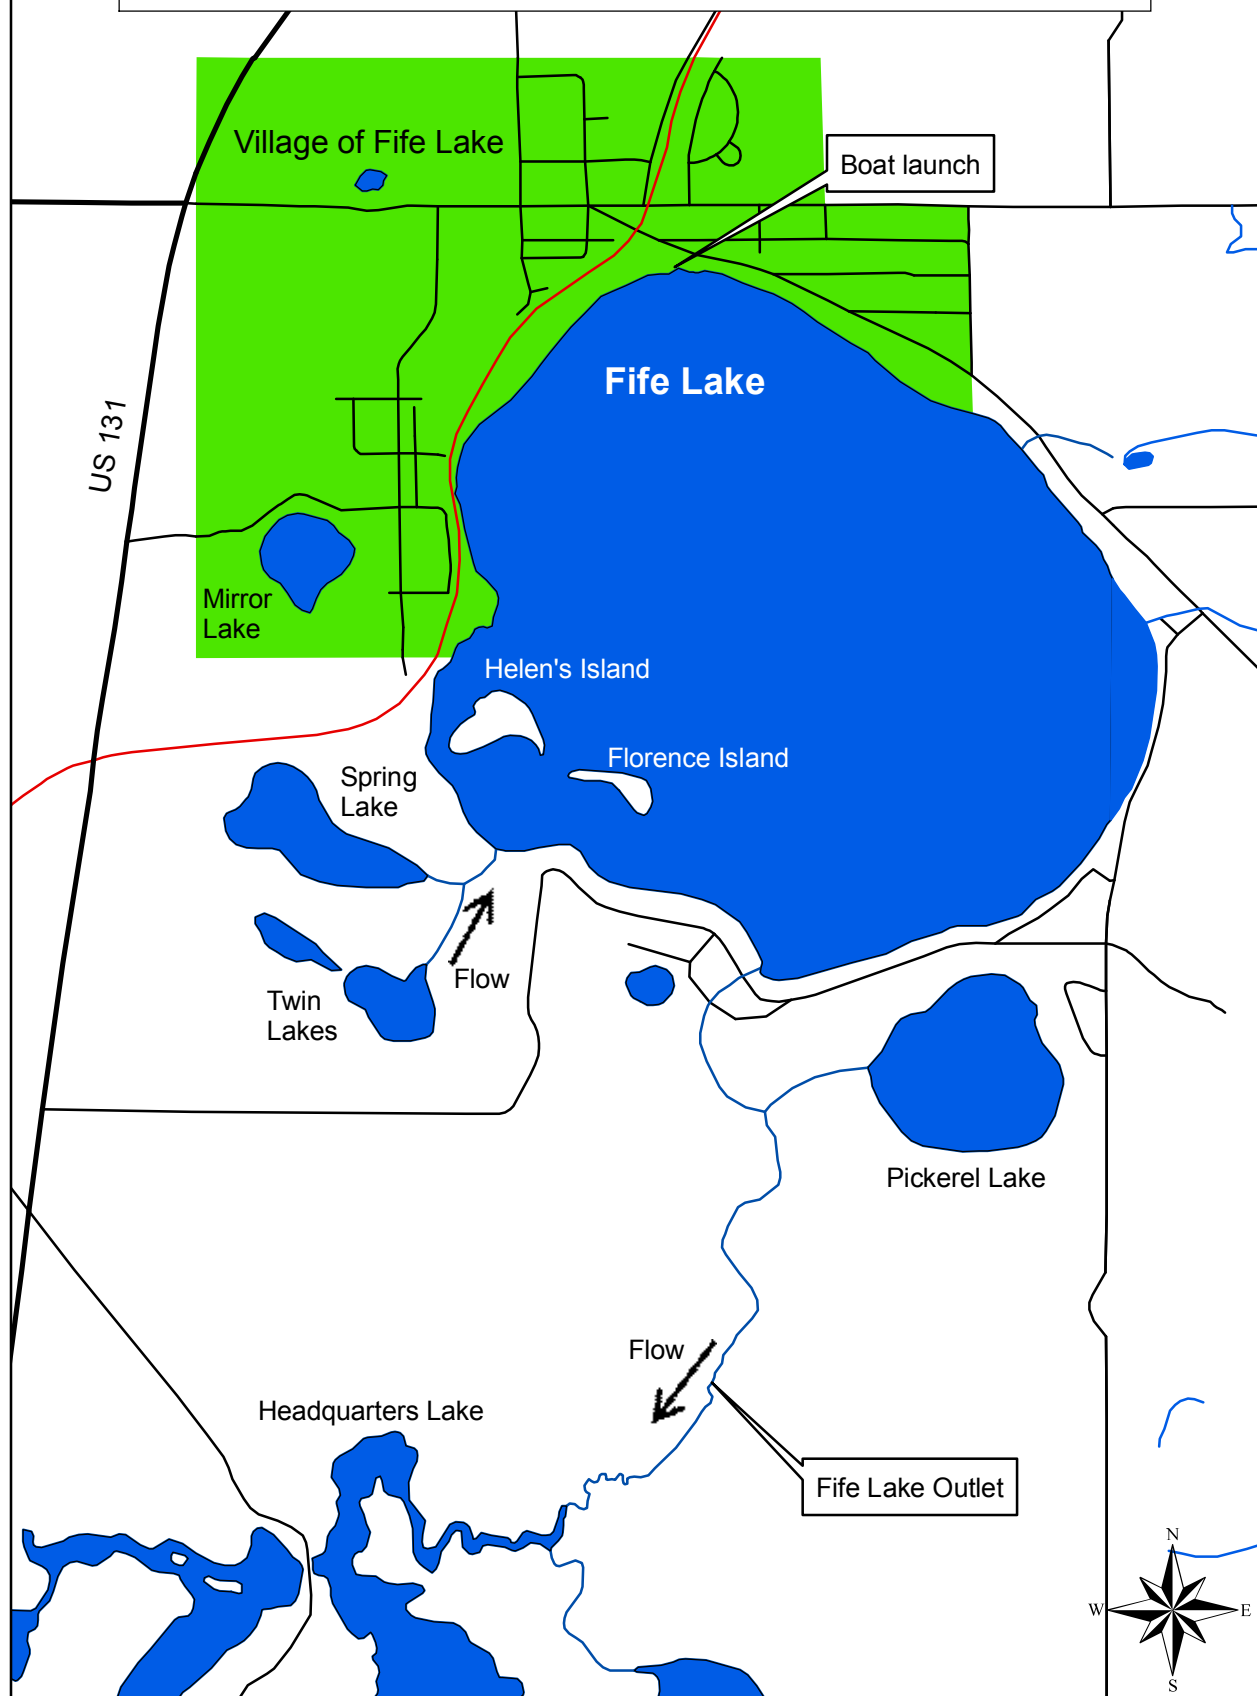 Village of Fife Lake
Boat launch
Fife Lake
US 131
Mirror
Lake
Helen's Island
Florence Island
Spring
Lake
Flow
Twin
Lakes
Pickerel Lake
Flow
Headquarters Lake
Fife Lake Outlet
N
W
E
S